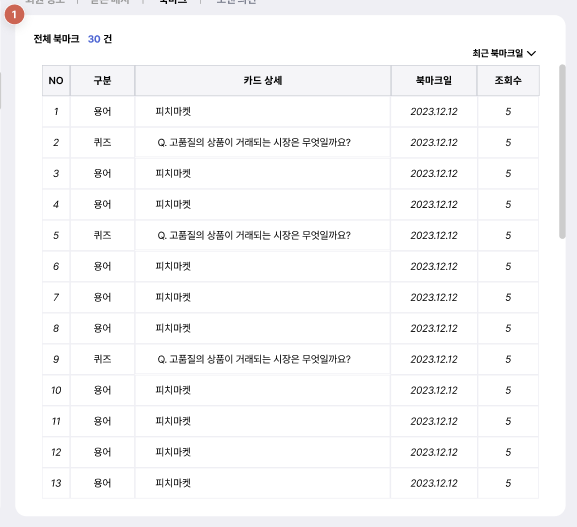 1
북마크
전체 북마크 30 건
최근 북마크일
NO 구분 카드 상세 북마크일 조회수
1 용어 피치마켓 2023.12.12 5
2 퀴즈 Q. 고품질의 상품이 거래되는 시장은 무엇일까요? 2023.12.12 5
3 용어 피치마켓 2023.12.12 5
4 용어 피치마켓 2023.12.12 5
5 퀴즈 Q. 고품질의 상품이 거래되는 시장은 무엇일까요? 2023.12.12 5
6 용어 피치마켓 2023.12.12 5
7 용어 피치마켓 2023.12.12 5
8 용어 피치마켓 2023.12.12 5
9 퀴즈 Q. 고품질의 상품이 거래되는 시장은 무엇일까요? 2023.12.12 5
10 용어 피치마켓 2023.12.12 5
11 용어 피치마켓 2023.12.12 5
12 용어 피치마켓 2023.12.12 5
13 용어 피치마켓 2023.12.12 5